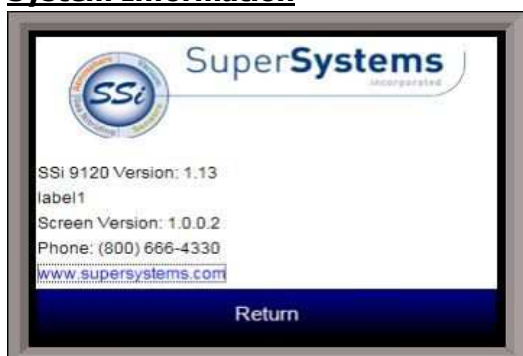 System Information
SuperSystems
incorporated
SSi
SSi 9120 Version: 1.13
label1
Screen Version: 1.0.0.2
Phone: (800) 666-4330
www.supersystems.com
Return